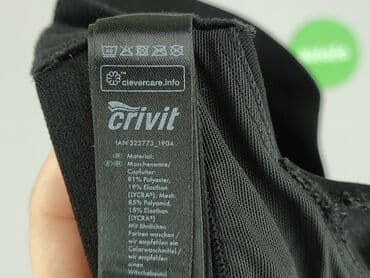 clevercare.info
crivit
IAN 322773_1904
Material:
Maschenware/
Cupfutter:
81% Polyester,
19% Elasthan
(LYCRA®); Mesh:
85% Polyamid,
15% Elasthan
(LYCRA®)
Mit ähnlichen
Farben waschen/
wir empfehlen ein
Colorwaschmittel /
wir empfehlen
einen